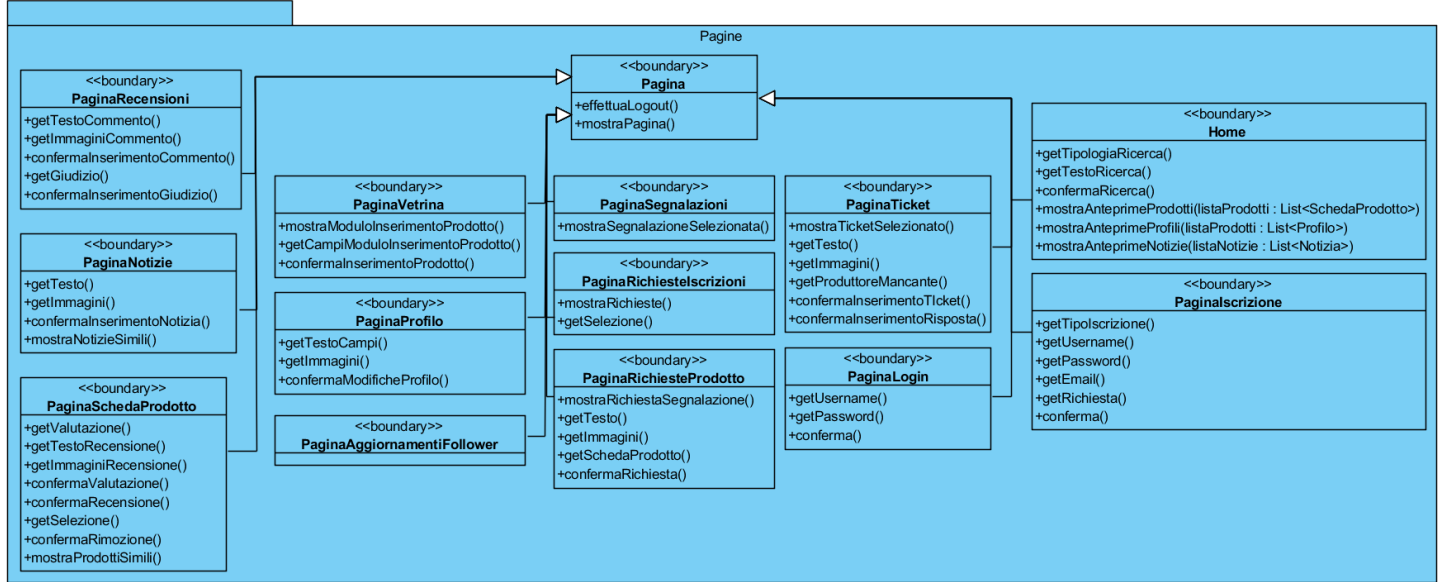 Pagine
<<boundary>>
Pagina
+effettuaLogout()
+mostraPagina()
<<boundary>>
PaginaRecensioni
+getTestoCommento()
+getImmaginiCommento()
+confermaInserimentoCommento()
+getGiudizio()
+confermaInserimentoGiudizio()
<<boundary>>
PaginaNotizie
+getTesto()
+getImmagini()
+confermaInserimentoNotizia()
+mostraNotizieSimili()
<<boundary>>
PaginaSchedaProdotto
+getValutazione()
+getTestoRecensione()
+getImmaginiRecensione()
+confermaValutazione()
+confermaRecensione()
+getSelezione()
+confermaRimozione()
+mostraProdottiSimili()
<<boundary>>
PaginaVetrina
+mostraModuloInserimentoProdotto()
+getCampiModuloInserimentoProdotto()
+confermaInserimentoProdotto()
<<boundary>>
PaginaProfilo
+getTestoCampi()
+getImmagini()
+confermaModificheProfilo()
<<boundary>>
PaginaAggiornamentiFollower
<<boundary>>
PaginaSegnalazioni
+mostraSegnalazioneSelezionata()
<<boundary>>
PaginaRichiesteIscrizioni
+mostraRichieste()
+getSelezione()
<<boundary>>
PaginaRichiesteProdotto
+mostraRichiestaSegnalazione()
+getTesto()
+getImmagini()
+getSchedaProdotto()
+confermaRichiesta()
<<boundary>>
PaginaTicket
+mostraTicketSelezionato()
+getTesto()
+getImmagini()
+getProduttoreMancante()
+confermaInserimentoTIcket()
+confermaInserimentoRisposta()
<<boundary>>
PaginaLogin
+getUsername()
+getPassword()
+conferma()
<<boundary>>
Home
+getTipologiaRicerca()
+getTestoRicerca()
+confermaRicerca()
+mostraAnteprimeProdotti(listaProdotti : List<SchedaProdotto>)
+mostraAnteprimeProfili(listaProdotti : List<Profilo>)
+mostraAnteprimeNotizie(listaNotizie : List<Notizia>)
<<boundary>>
PaginaIscrizione
+getTipoIscrizione()
+getUsername()
+getPassword()
+getEmail()
+getRichiesta()
+conferma()